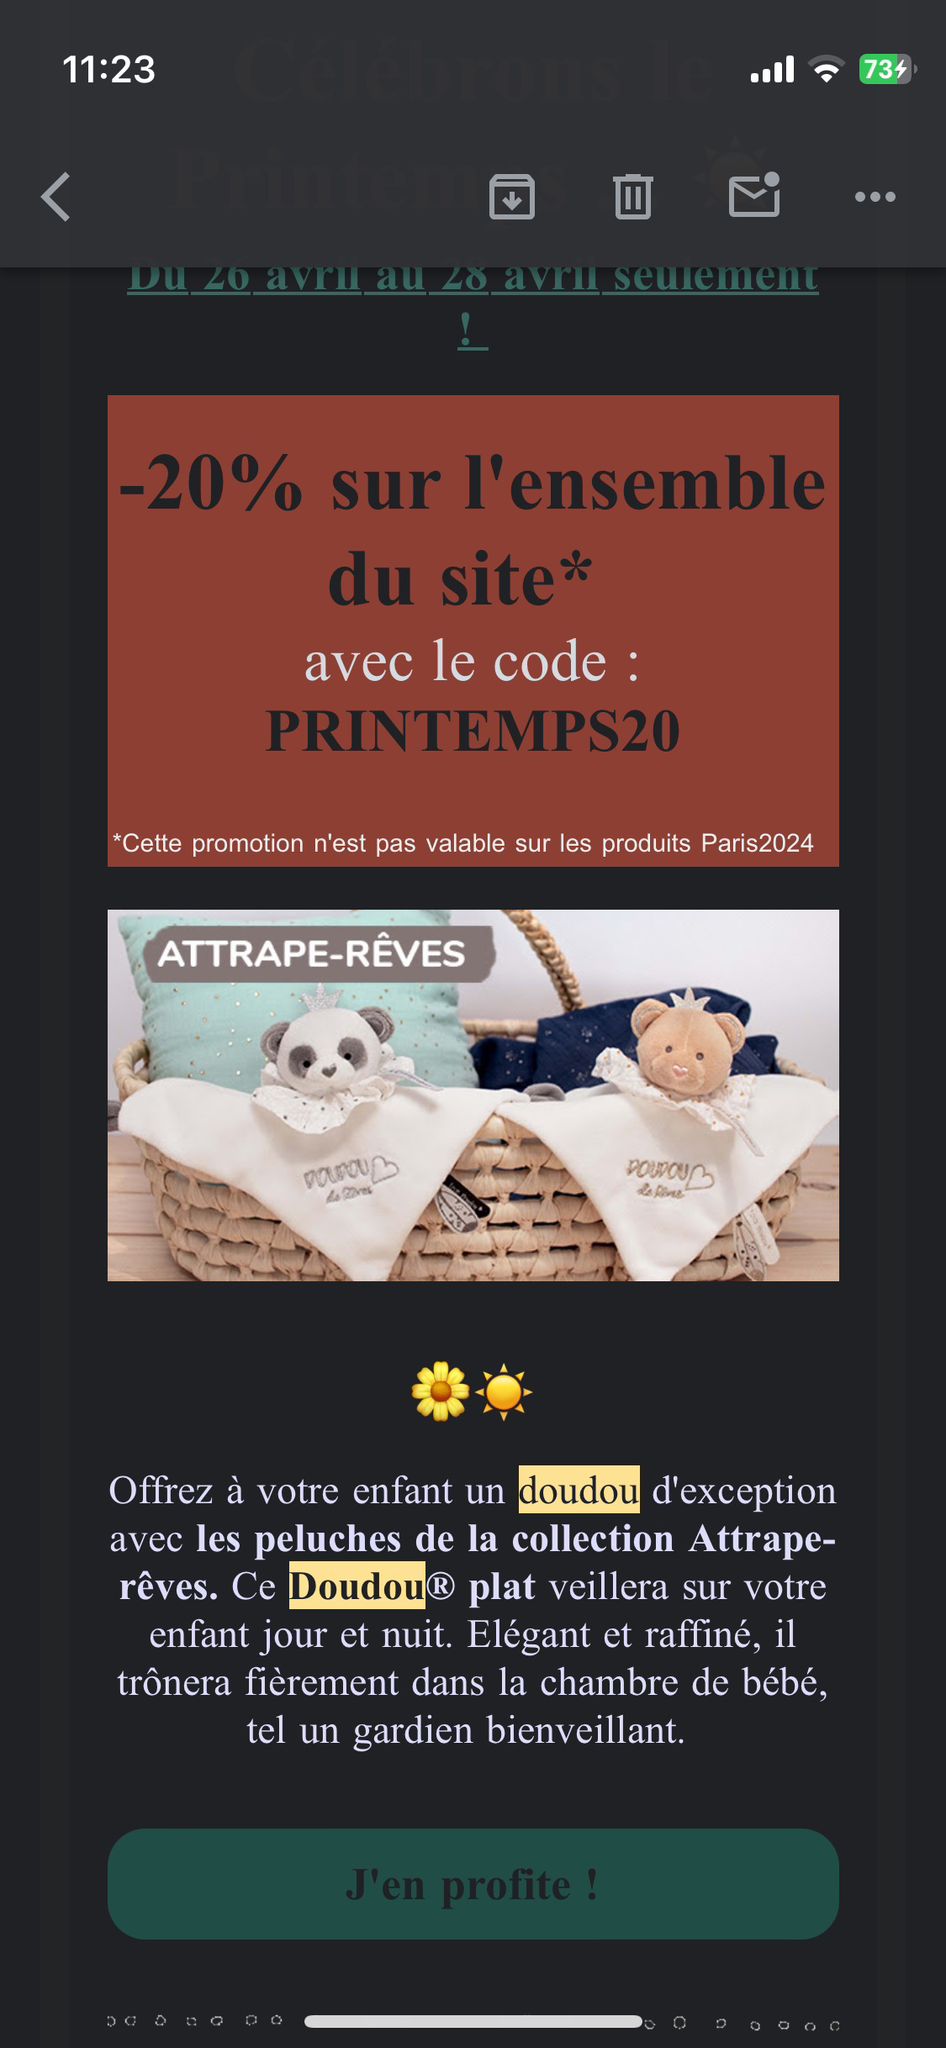 11:23
73
Célébrons le
Printemps
Du 26 avril au 28 avril seulement
!
-20% sur l'ensemble
du site*
avec le code :
PRINTEMPS20
*Cette promotion n'est pas valable sur les produits Paris2024
ATTRAPE-RÊVES
DOUDOU
de Rêves
DOUDOU
de Rêves
Offrez à votre enfant un doudou d'exception
avec les peluches de la collection Attrape-
rêves. Ce Doudou® plat veillera sur votre
enfant jour et nuit. Elégant et raffiné, il
trônera fièrement dans la chambre de bébé,
tel un gardien bienveillant.
J'en profite !